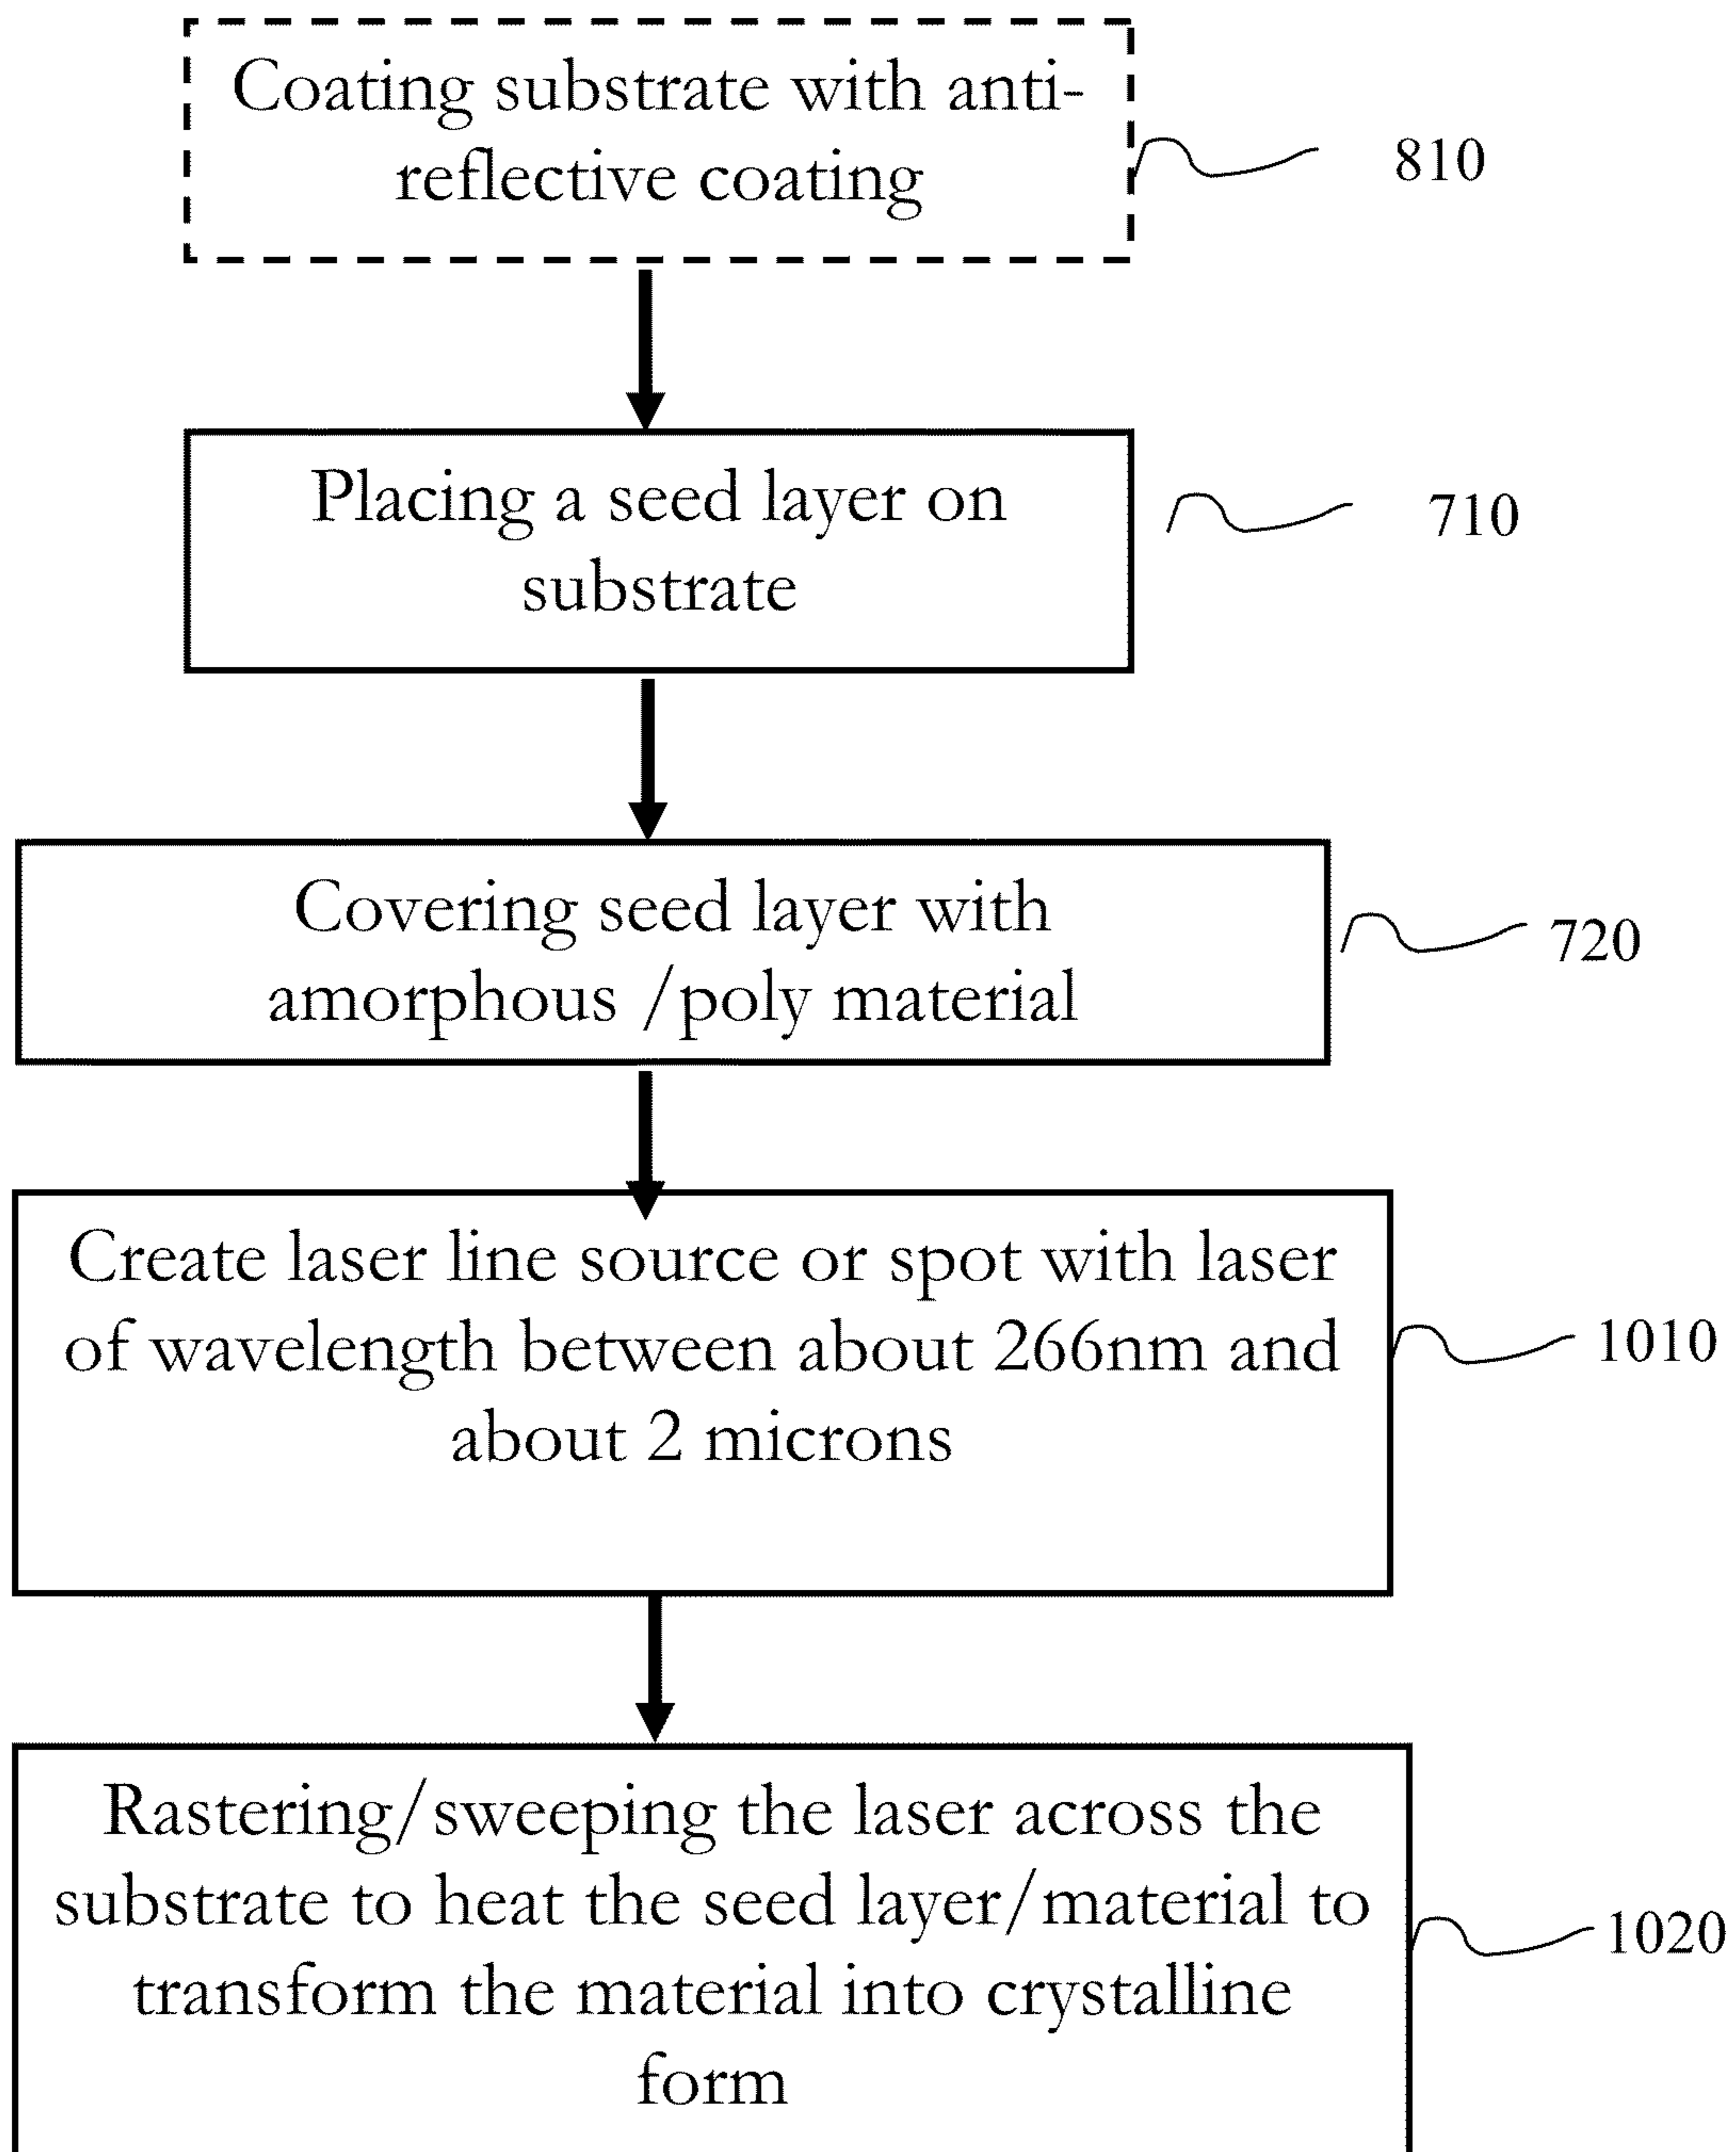 Coating substrate with anti-
reflective coating
810
Placing a seed layer on
substrate
710
Covering seed layer with
amorphous /poly material
720
Create laser line source or spot with laser
of wavelength between about 266nm and
about 2 microns
1010
Rastering/sweeping the laser across the
substrate to heat the seed layer/material to
transform the material into crystalline
form
1020